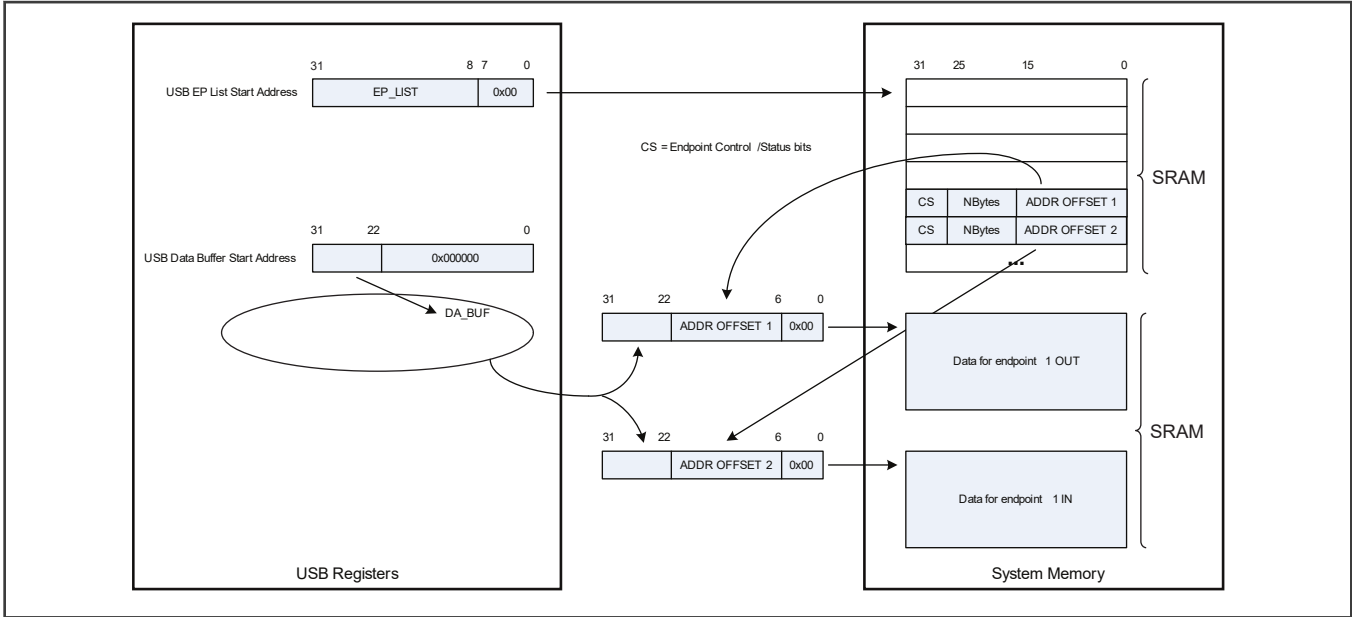 31 8 7 0
USB EP List Start Address EP_LIST 0x00
31 22 0
USB Data Buffer Start Address 0x000000
DA_BUF
USB Registers
CS = Endpoint Control /Status bits
31 22 6 0
ADDR OFFSET 1 0x00
31 22 6 0
ADDR OFFSET 2 0x00
31 25 15 0
CS NBytes ADDR OFFSET 1
CS NBytes ADDR OFFSET 2
...
SRAM
Data for endpoint 1 OUT
SRAM
Data for endpoint 1 IN
System Memory